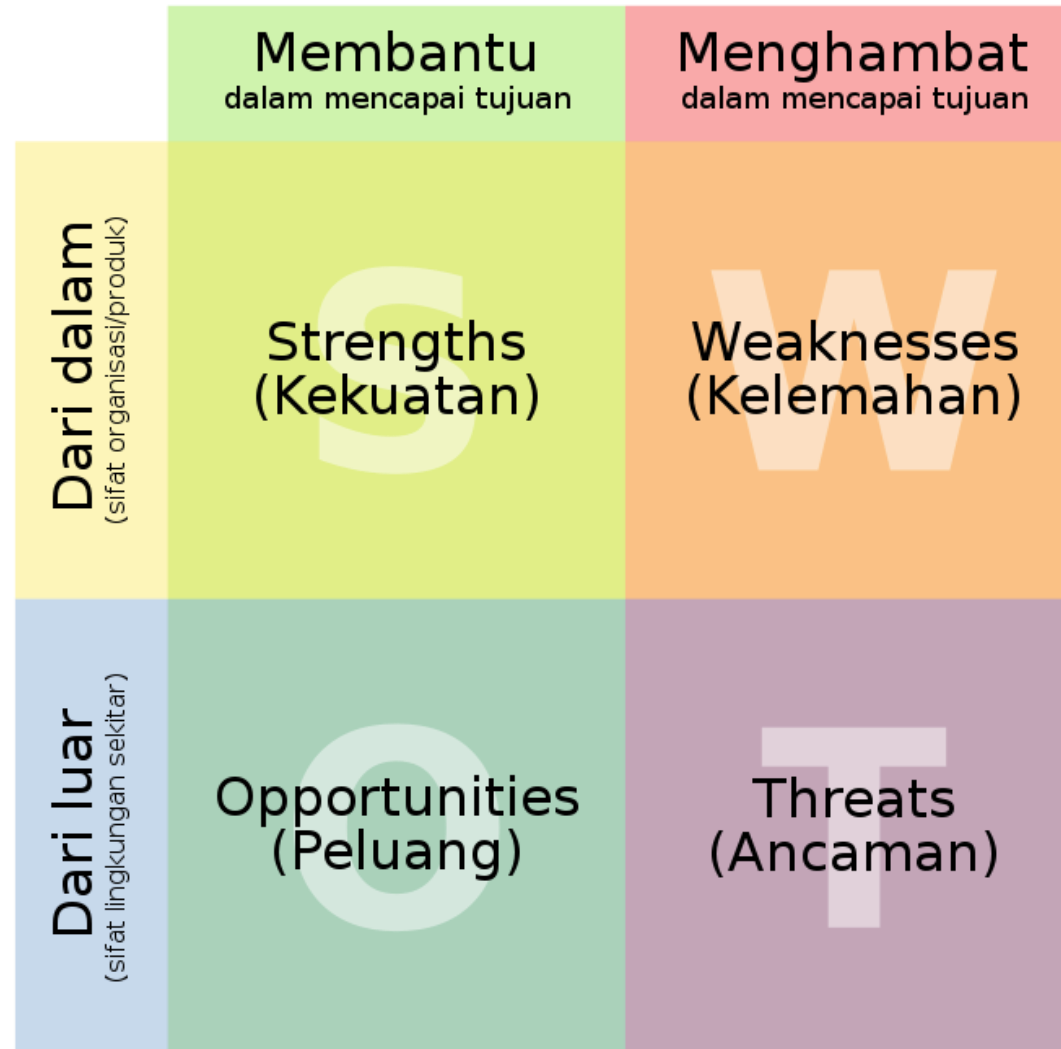 Membantu
dalam mencapai tujuan
Menghambat
dalam mencapai tujuan
Dari dalam
(sifat organisasi/produk)
S
Strengths
(Kekuatan)
W
Weaknesses
(Kelemahan)
Dari luar
(sifat lingkungan sekitar)
O
Opportunities
(Peluang)
T
Threats
(Ancaman)